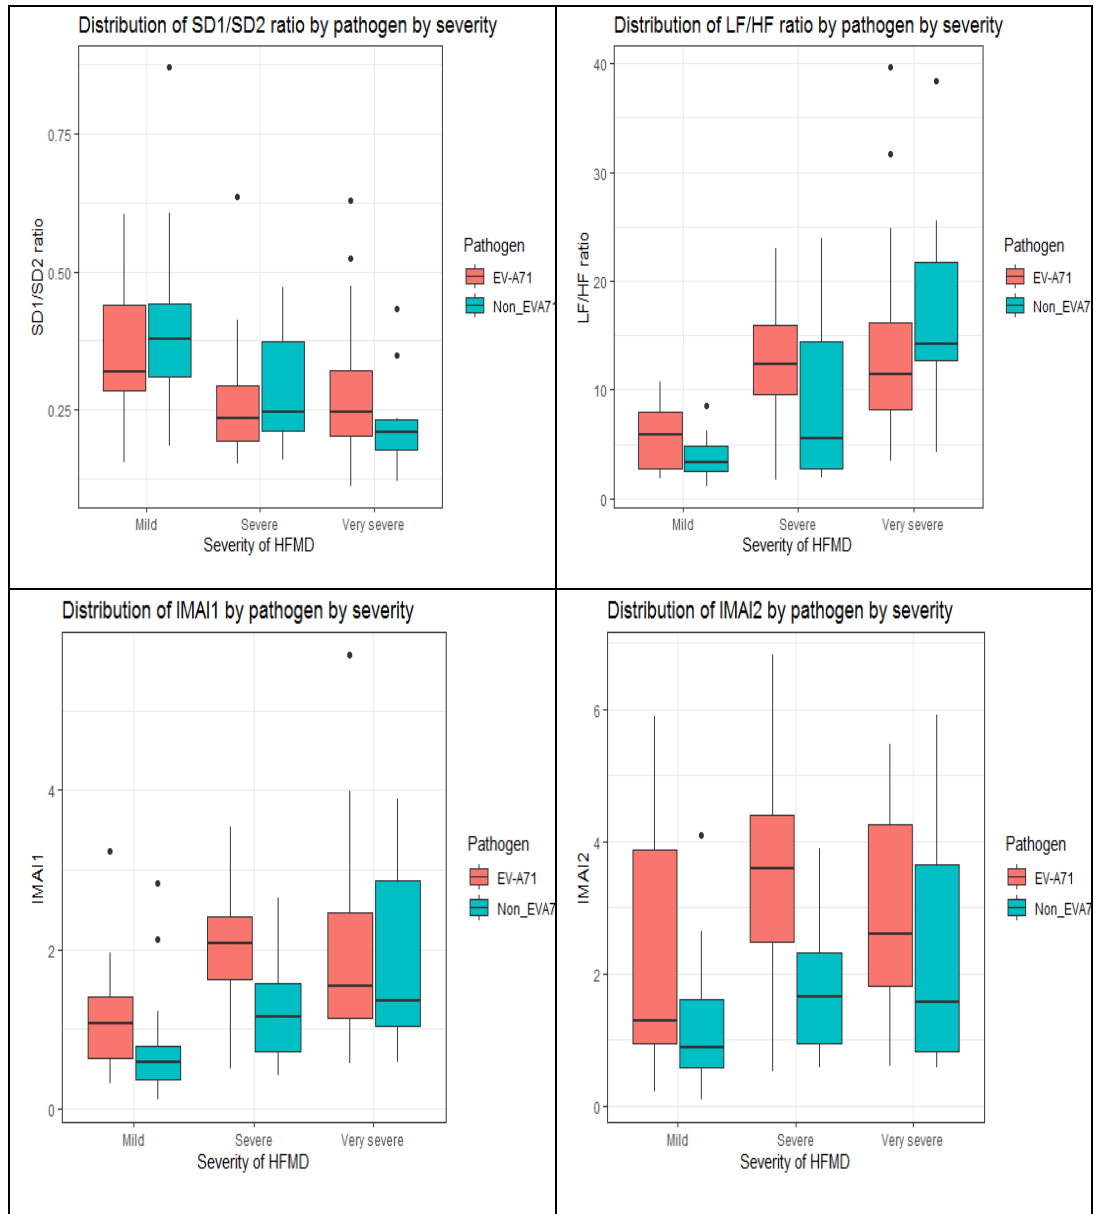 Distribution of SD1/SD2 ratio by pathogen by severity
0.75
0.50
0.25
SD1/SD2 ratio
Mild Severe Very severe
Severity of HFMD
Pathogen
EV-A71
Non_EVA71
Distribution of LF/HF ratio by pathogen by severity
40
30
20
10
0
LF/HF ratio
Mild Severe Very severe
Severity of HFMD
Pathogen
EV-A71
Non_EVA7
Distribution of IMAI1 by pathogen by severity
4
2
0
IMAI1
Mild Severe Very severe
Severity of HFMD
Pathogen
EV-A71
Non_EVA7
Distribution of IMAI2 by pathogen by severity
6
4
2
0
IMAI2
Mild Severe Very severe
Severity of HFMD
Pathogen
EV-A71
Non_EVA7